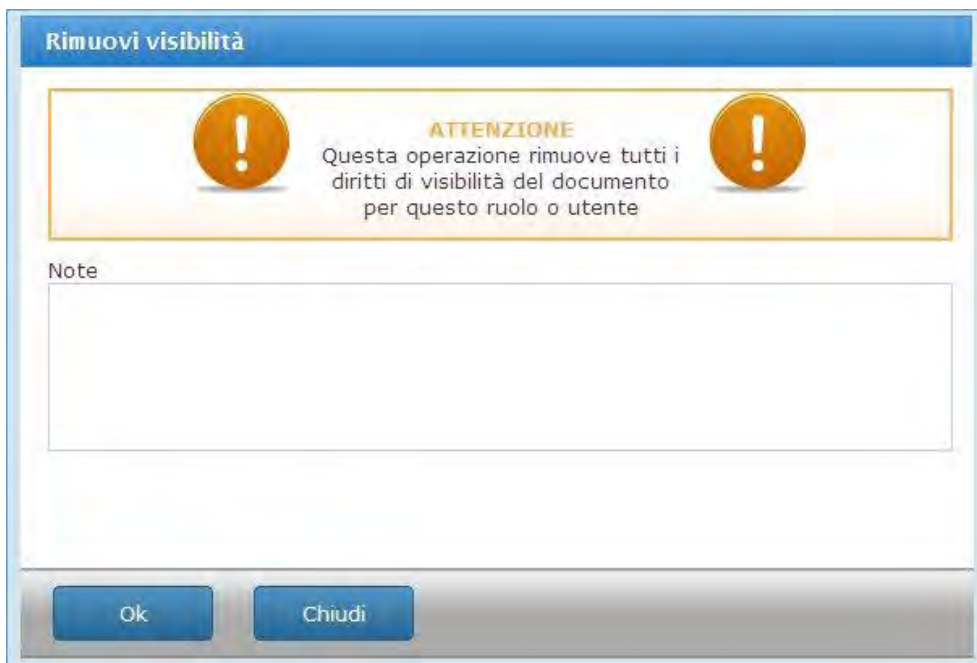 Rimuovi visibilità
ATTENZIONE
Questa operazione rimuove tutti i
diritti di visibilità del documento
per questo ruolo o utente
Note
Ok
Chiudi